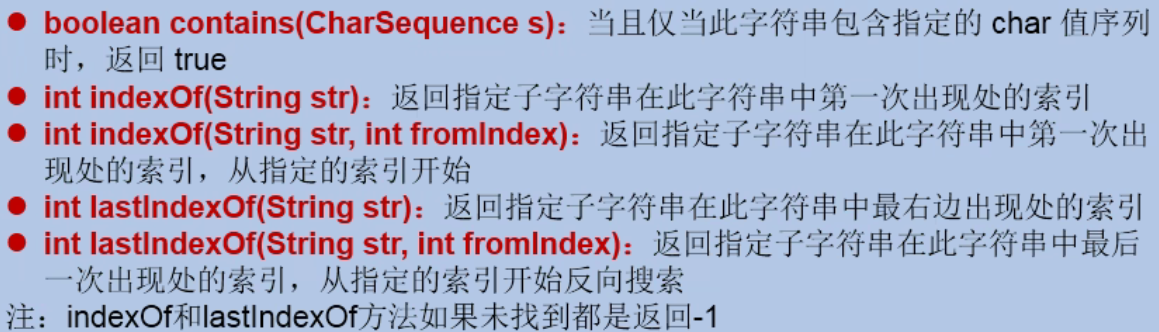 ● boolean contains(CharSequence s)：当且仅当此字符串包含指定的 char 值序列
时，返回 true
● int indexOf(String str)：返回指定子字符串在此字符串中第一次出现处的索引
● int indexOf(String str, int fromIndex)：返回指定子字符串在此字符串中第一次出
现处的索引，从指定的索引开始
● int lastIndexOf(String str)：返回指定子字符串在此字符串中最右边出现处的索引
● int lastIndexOf(String str, int fromIndex)：返回指定子字符串在此字符串中最后
一次出现处的索引，从指定的索引开始反向搜索
注：indexOf和lastIndexOf方法如果未找到都是返回-1